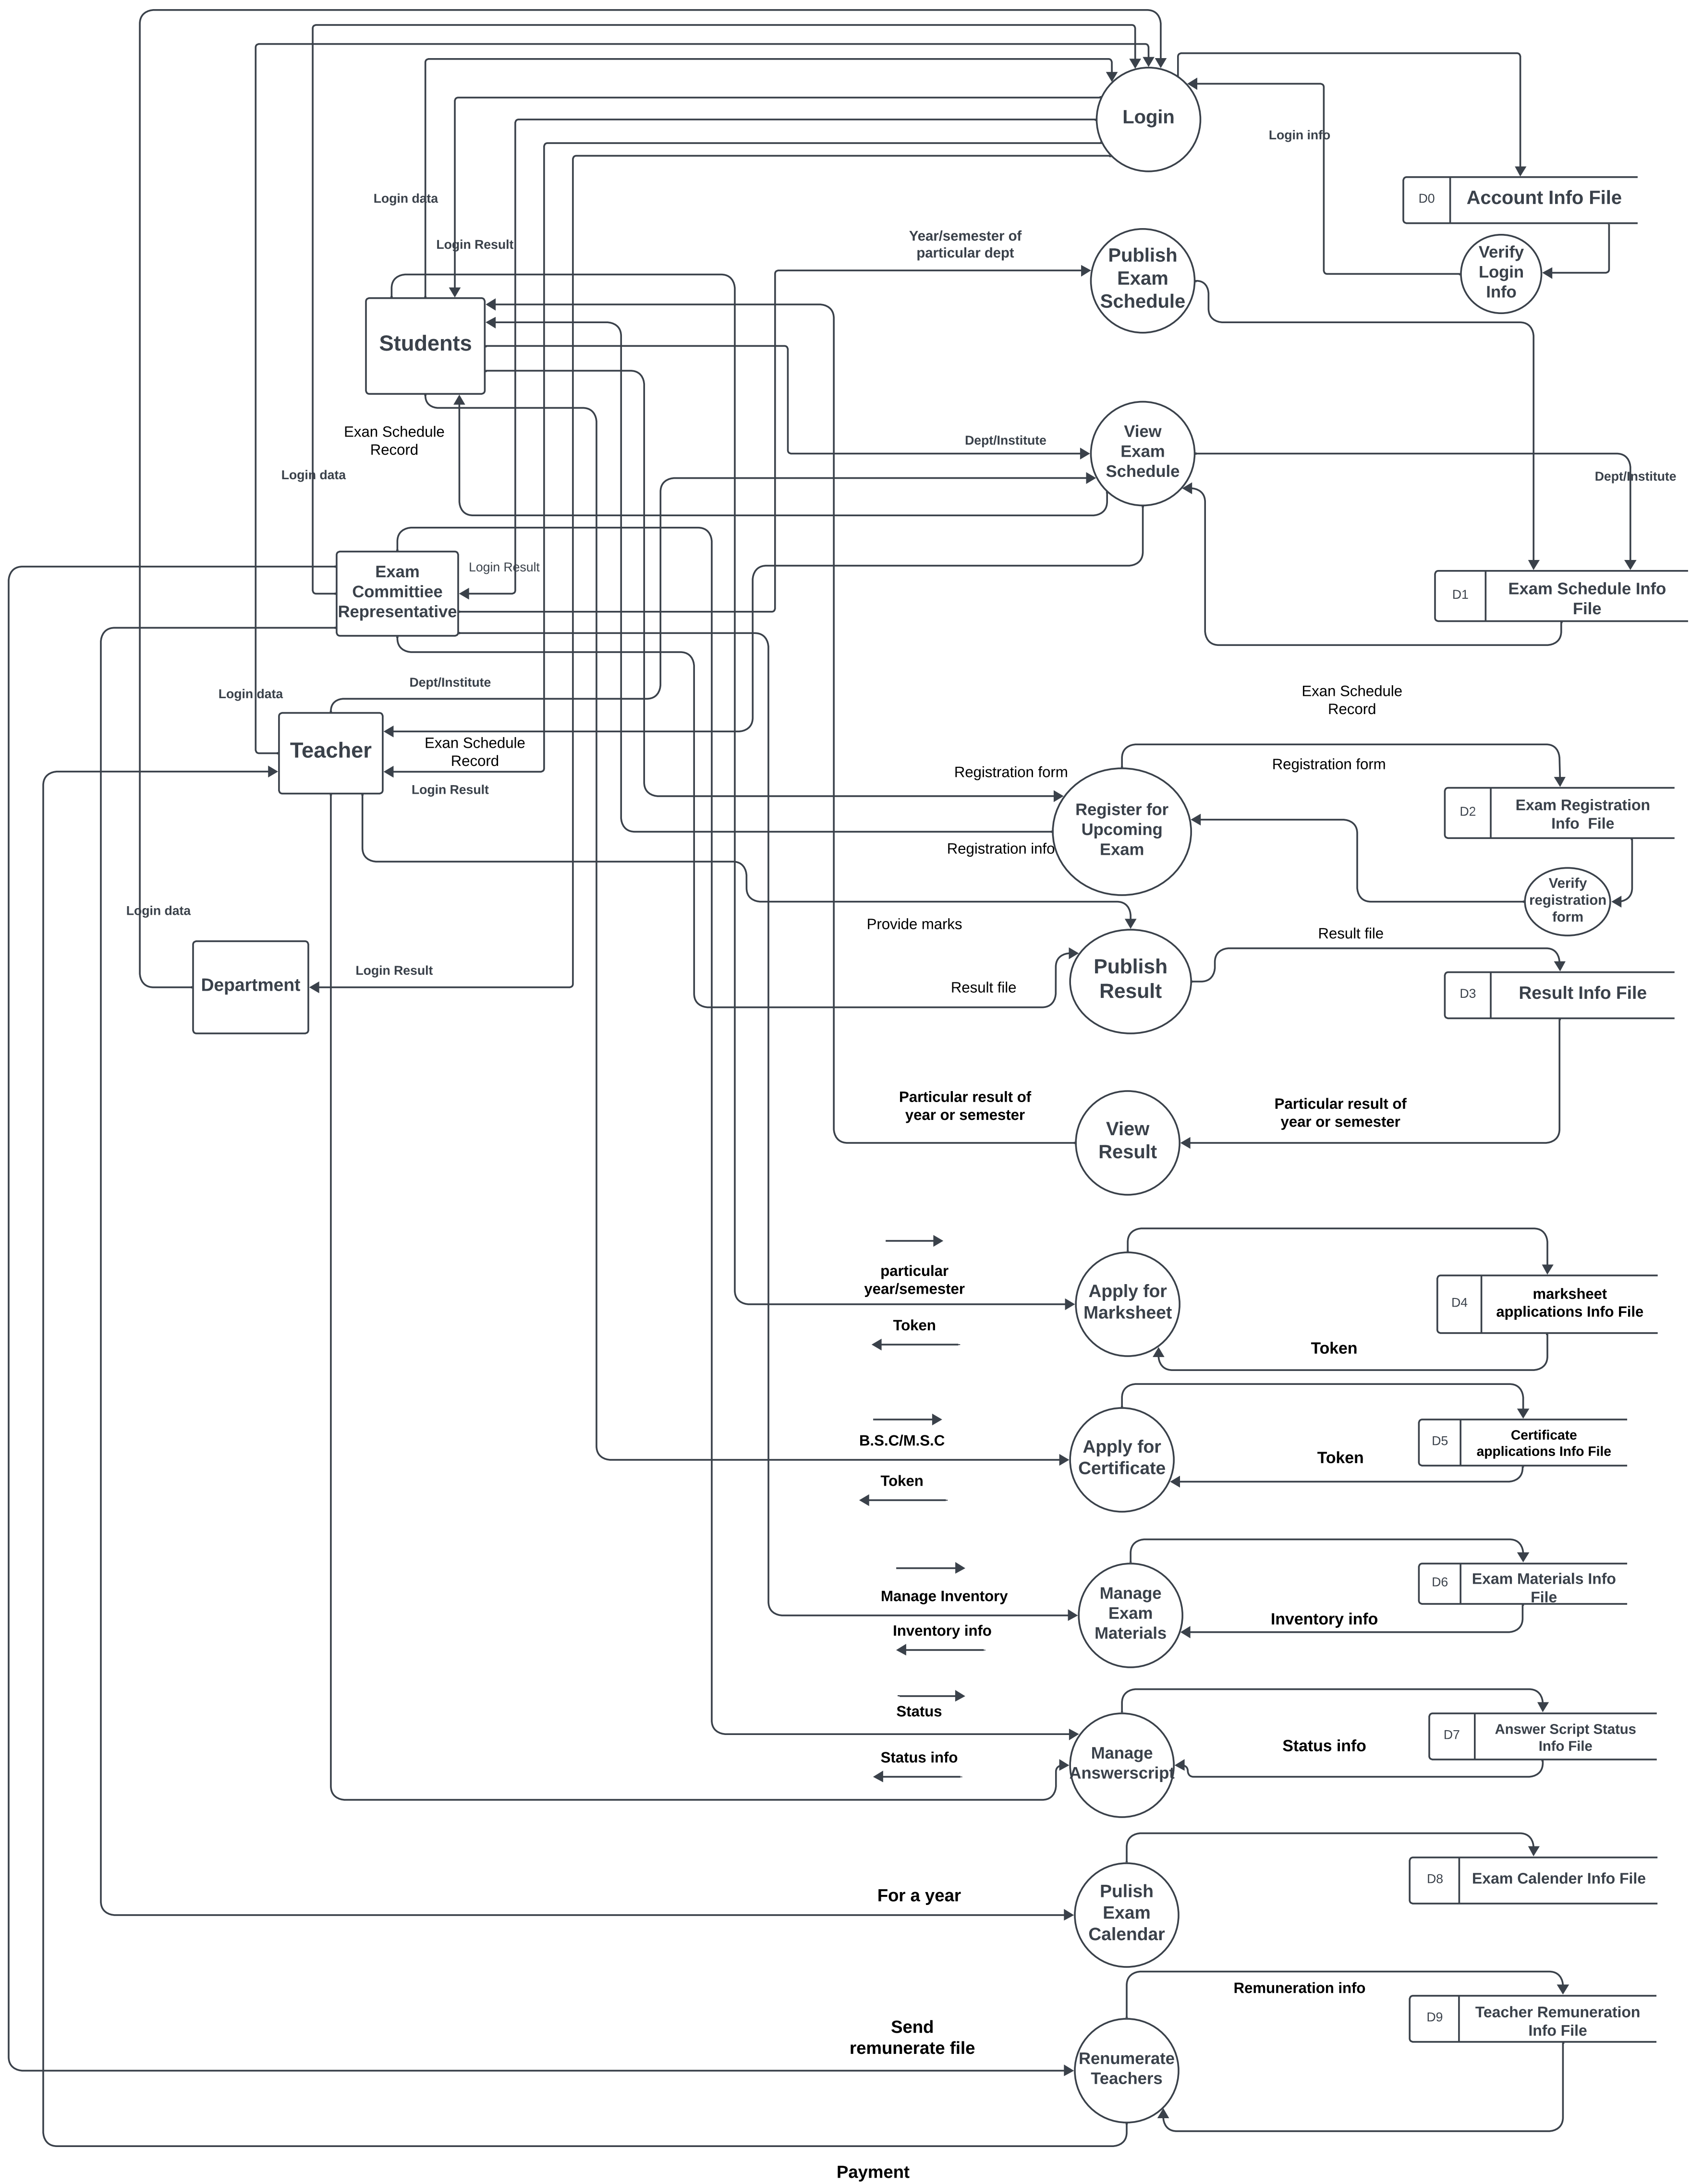 Login
Login info
D0
Account Info File
Login data
Login Result
Year/semester of
particular dept
Publish
Exam
Schedule
Verify
Login
Info
Students
Exan Schedule
Record
Login data
Dept/Institute
View
Exam
Schedule
Dept/Institute
Exam
Committiee
Representative
Login Result
D1
Exam Schedule Info
File
Login data
Dept/Institute
Exan Schedule
Record
Teacher
Exan Schedule
Record
Login Result
Registration form
Registration form
Register for
Upcoming
Exam
D2
Exam Registration
Info  File
Registration info
Verify
registration
form
Login data
Provide marks
Result file
Department
Login Result
Result file
Publish
Result
D3
Result Info File
Particular result of
year or semester
View
Result
Particular result of
year or semester
particular
year/semester
Token
Apply for
Marksheet
Token
D4
marksheet
applications Info File
B.S.C/M.S.C
Token
Apply for
Certificate
Token
D5
Certificate
applications Info File
Manage Inventory
Inventory info
Manage
Exam
Materials
Inventory info
D6
Exam Materials Info
File
Status
Status info
Manage
Answerscript
Status info
D7
Answer Script Status
Info File
For a year
Pulish
Exam
Calendar
D8
Exam Calender Info File
Remuneration info
Send
remunerate file
Renumerate
Teachers
D9
Teacher Remuneration
Info File
Payment